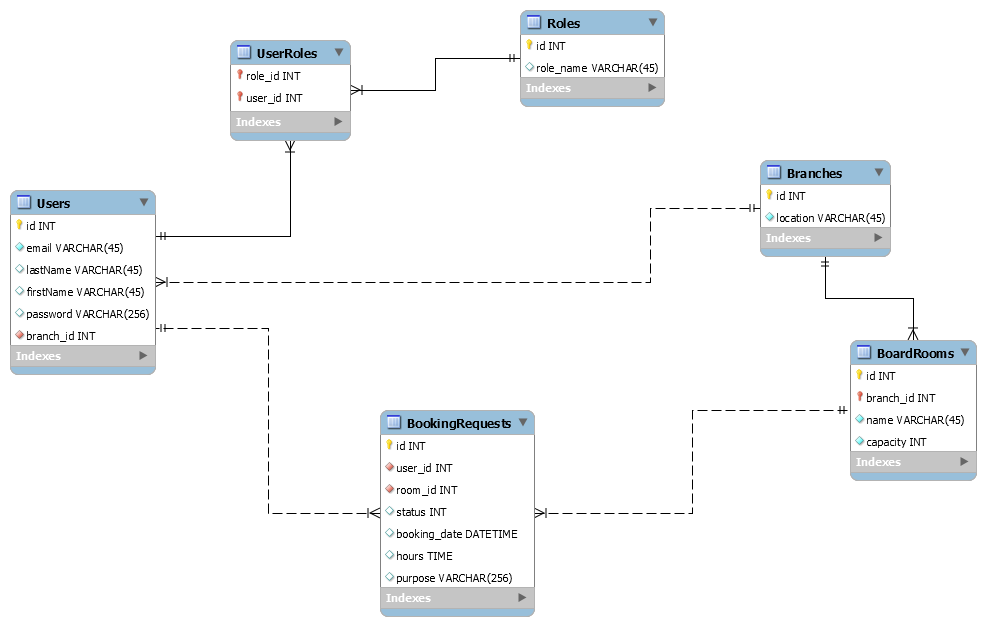 Roles
id INT
role_name VARCHAR(45)
Indexes
UserRoles
role_id INT
user_id INT
Indexes
Branches
id INT
location VARCHAR(45)
Indexes
Users
id INT
email VARCHAR(45)
lastName VARCHAR(45)
firstName VARCHAR(45)
password VARCHAR(256)
branch_id INT
Indexes
BoardRooms
id INT
branch_id INT
name VARCHAR(45)
capacity INT
Indexes
BookingRequests
id INT
user_id INT
room_id INT
status INT
booking_date DATETIME
hours TIME
purpose VARCHAR(256)
Indexes